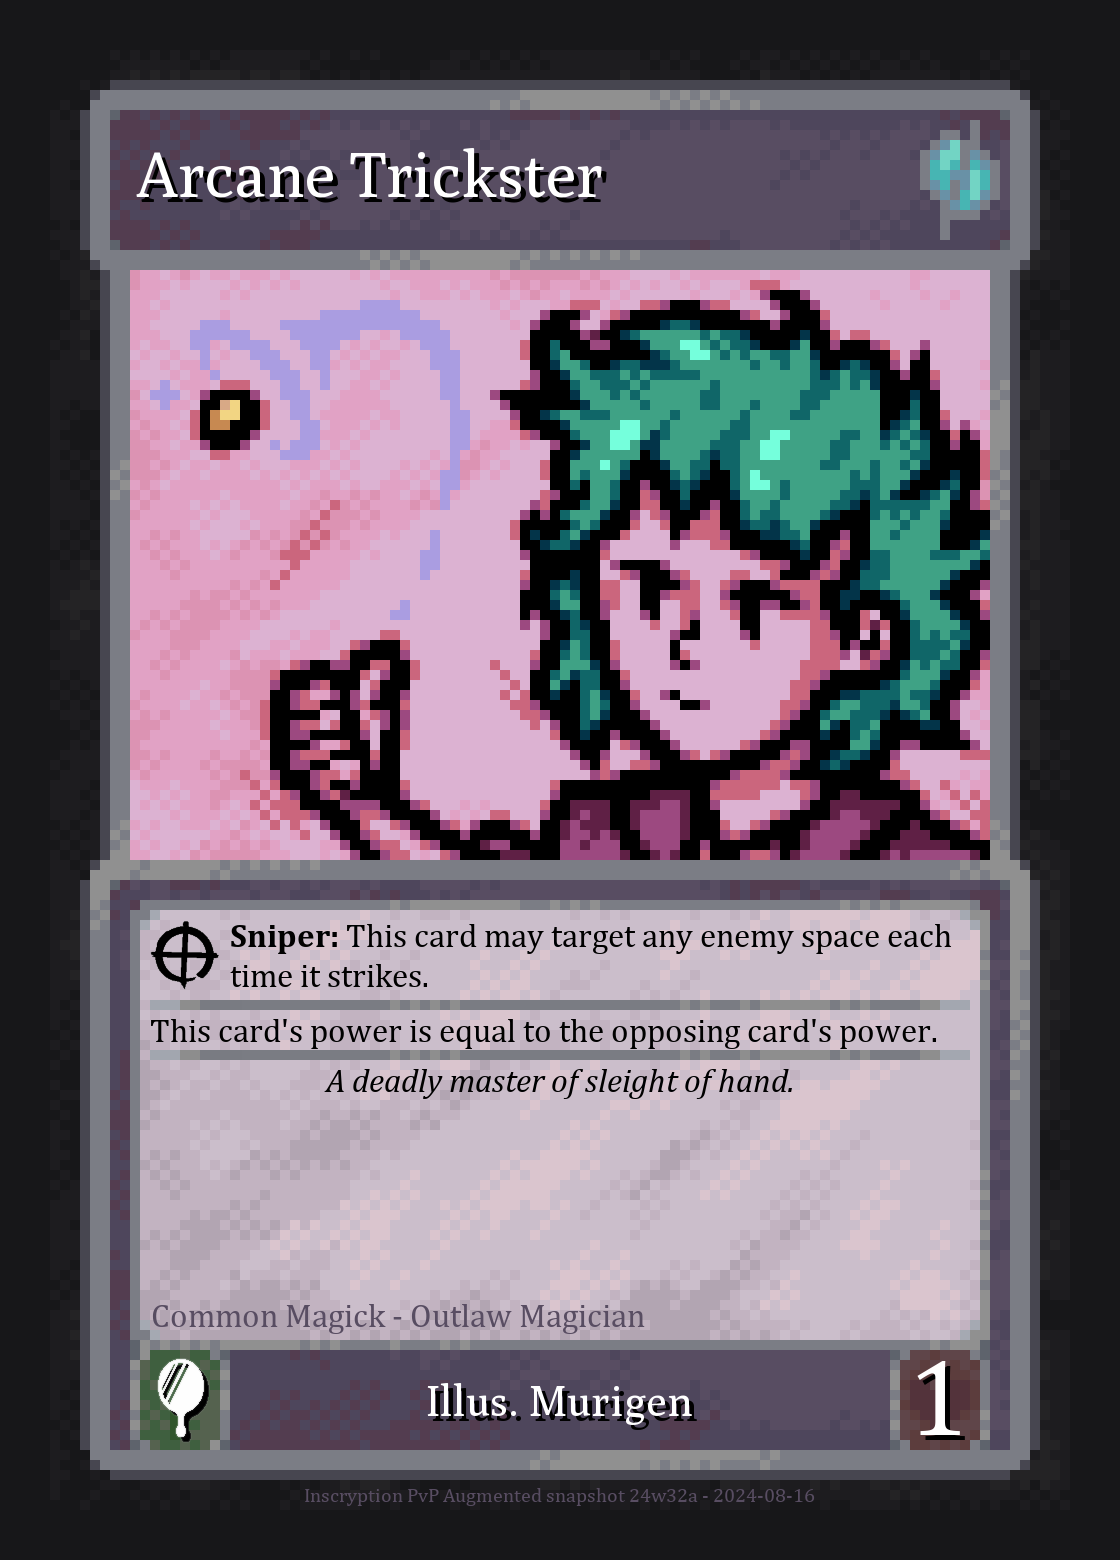 Arcane Trickster
Sniper: This card may target any enemy space each
time it strikes.
This card's power is equal to the opposing card's power.
A deadly master of sleight of hand.
Common Magick - Outlaw Magician
Illus. Murigen
1
Inscryption PvP Augmented snapshot 24w32a - 2024-08-16